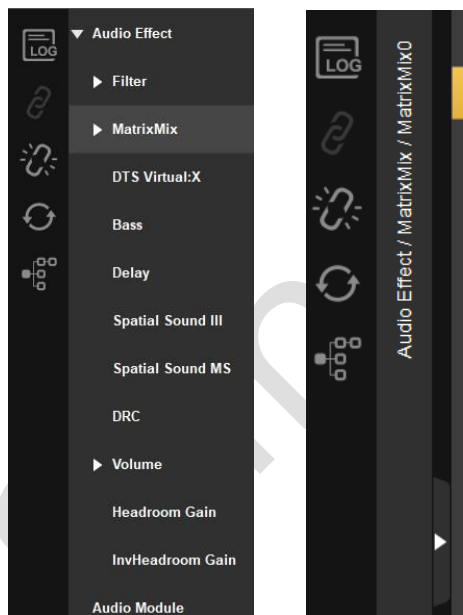 LOG
Audio Effect
Filter
MatrixMix
DTS Virtual:X
Bass
Delay
Spatial Sound III
Spatial Sound MS
DRC
Volume
Headroom Gain
InvHeadroom Gain
Audio Module
LOG
Audio Effect / MatrixMix / MatrixMix0